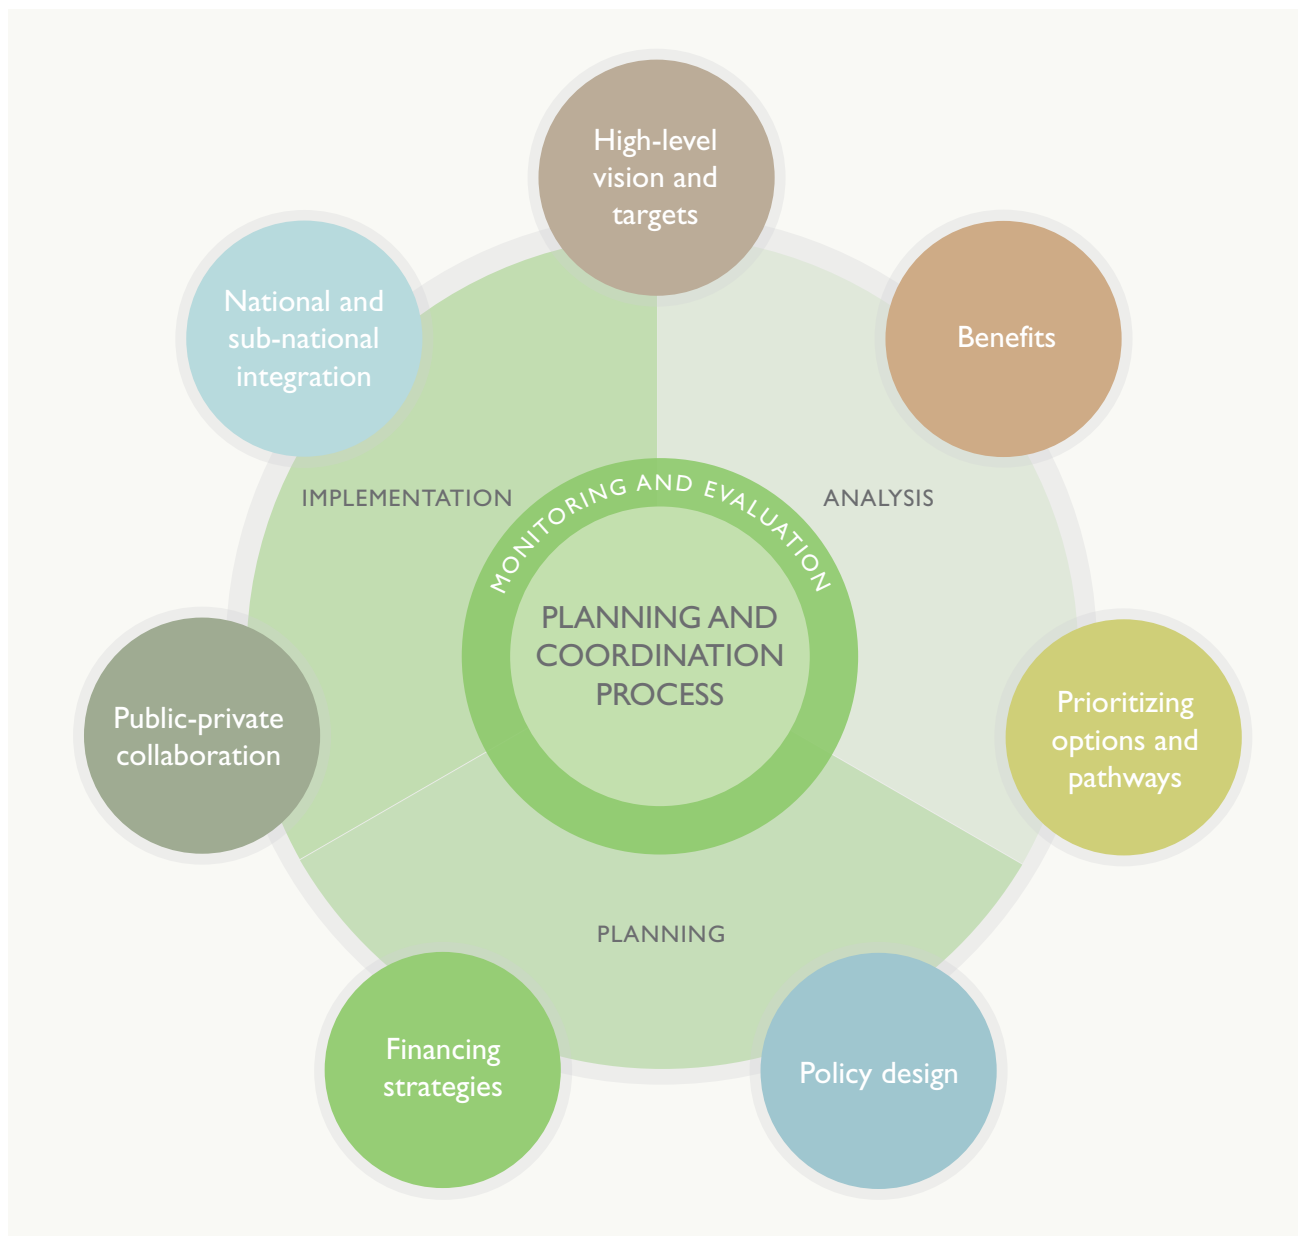 High-level
vision and
targets
National and
sub-national
integration
Benefits
IMPLEMENTATION
MONITORING AND EVALUATION
ANALYSIS
PLANNING AND
COORDINATION
PROCESS
Public-private
collaboration
Prioritizing
options and
pathways
PLANNING
Financing
strategies
Policy design